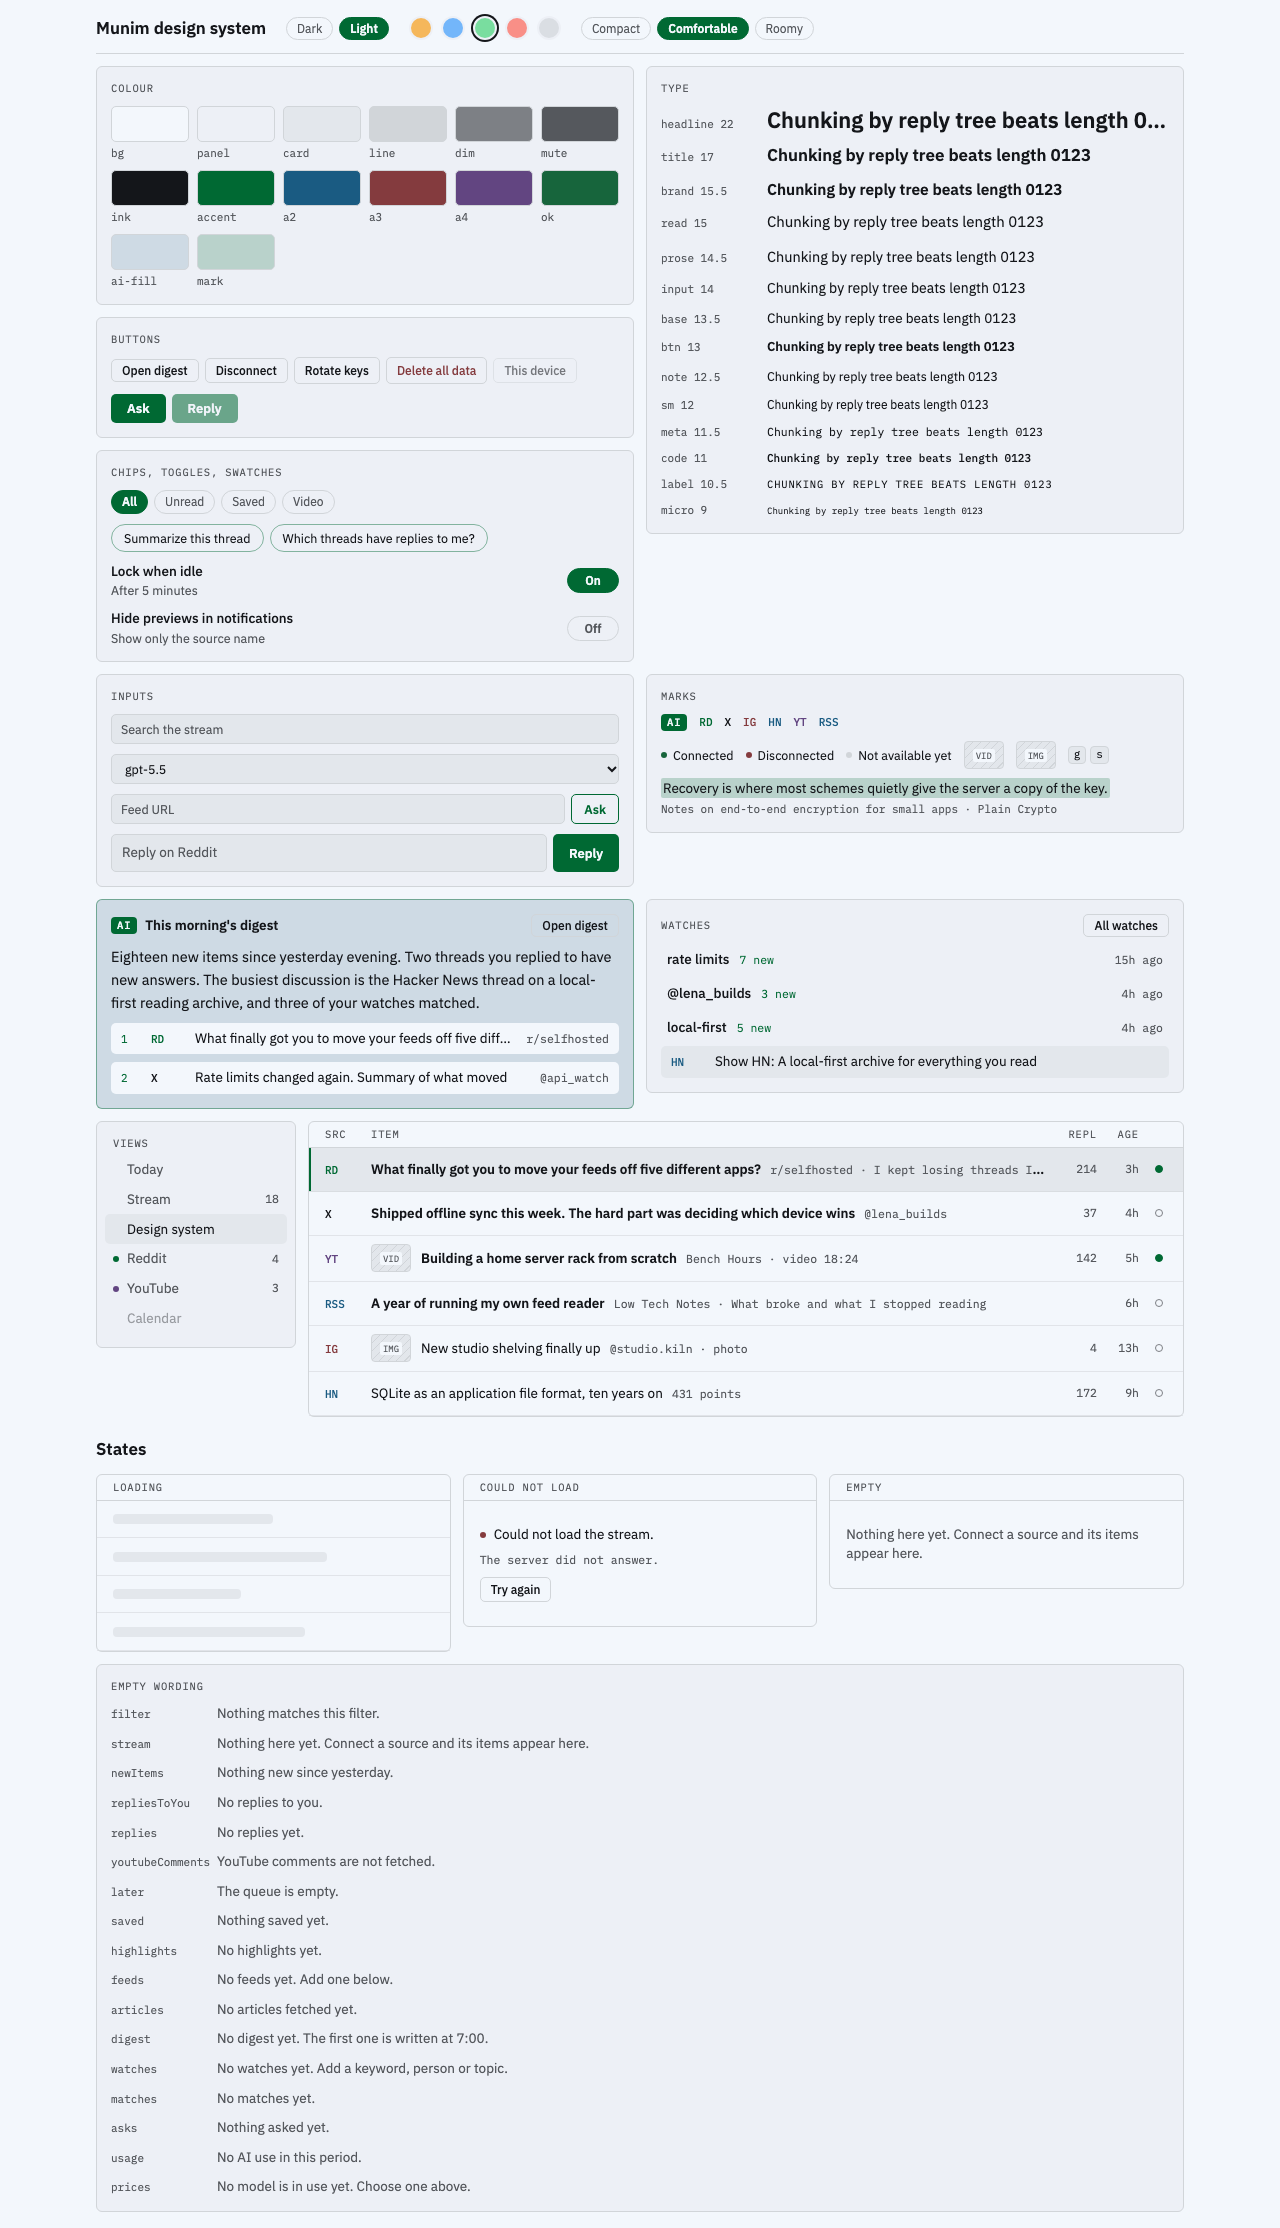 Munim design system Dark Light Compact Comfortable Roomy
COLOUR
bg panel card line dim mute
ink accent a2 a3 a4 ok
ai-fill mark
TYPE
headline 22 Chunking by reply tree beats length 0...
title 17 Chunking by reply tree beats length 0123
brand 15.5 Chunking by reply tree beats length 0123
read 15 Chunking by reply tree beats length 0123
prose 14.5 Chunking by reply tree beats length 0123
input 14 Chunking by reply tree beats length 0123
base 13.5 Chunking by reply tree beats length 0123
btn 13 Chunking by reply tree beats length 0123
note 12.5 Chunking by reply tree beats length 0123
sm 12 Chunking by reply tree beats length 0123
meta 11.5 Chunking by reply tree beats length 0123
code 11 Chunking by reply tree beats length 0123
label 10.5 CHUNKING BY REPLY TREE BEATS LENGTH 0123
micro 9 Chunking by reply tree beats length 0123
BUTTONS
Open digest Disconnect Rotate keys Delete all data This device
Ask Reply
CHIPS, TOGGLES, SWATCHES
All Unread Saved Video
Summarize this thread Which threads have replies to me?
Lock when idle
After 5 minutes
On
Hide previews in notifications
Show only the source name
Off
INPUTS
Search the stream
gpt-5.5
Feed URL Ask
Reply on Reddit Reply
MARKS
AI RD X IG HN YT RSS
Connected Disconnected Not available yet VID IMG g s
Recovery is where most schemes quietly give the server a copy of the key.
Notes on end-to-end encryption for small apps · Plain Crypto
AI This morning's digest Open digest
Eighteen new items since yesterday evening. Two threads you replied to have
new answers. The busiest discussion is the Hacker News thread on a local-
first reading archive, and three of your watches matched.
1 RD What finally got you to move your feeds off five diff... r/selfhosted
2 X Rate limits changed again. Summary of what moved @api_watch
WATCHES All watches
rate limits 7 new 15h ago
@lena_builds 3 new 4h ago
local-first 5 new 4h ago
HN Show HN: A local-first archive for everything you read
VIEWS
Today
Stream 18
Design system
Reddit 4
YouTube 3
Calendar
SRC ITEM REPL AGE
RD What finally got you to move your feeds off five different apps? r/selfhosted · I kept losing threads I... 214 3h
X Shipped offline sync this week. The hard part was deciding which device wins @lena_builds 37 4h
YT VID Building a home server rack from scratch Bench Hours · video 18:24 142 5h
RSS A year of running my own feed reader Low Tech Notes · What broke and what I stopped reading 6h
IG IMG New studio shelving finally up @studio.kiln · photo 4 13h
HN SQLite as an application file format, ten years on 431 points 172 9h
States
LOADING
COULD NOT LOAD
Could not load the stream.
The server did not answer.
Try again
EMPTY
Nothing here yet. Connect a source and its items
appear here.
EMPTY WORDING
filter Nothing matches this filter.
stream Nothing here yet. Connect a source and its items appear here.
newItems Nothing new since yesterday.
repliesToYou No replies to you.
replies No replies yet.
youtubeComments YouTube comments are not fetched.
later The queue is empty.
saved Nothing saved yet.
highlights No highlights yet.
feeds No feeds yet. Add one below.
articles No articles fetched yet.
digest No digest yet. The first one is written at 7:00.
watches No watches yet. Add a keyword, person or topic.
matches No matches yet.
asks Nothing asked yet.
usage No AI use in this period.
prices No model is in use yet. Choose one above.